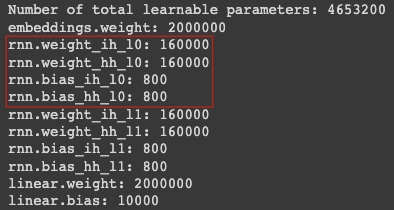 Number of total learnable parameters: 4653200
embeddings.weight: 2000000
rnn.weight_ih_l0: 160000
rnn.weight_hh_l0: 160000
rnn.bias_ih_l0: 800
rnn.bias_hh_l0: 800
rnn.weight_ih_l1: 160000
rnn.weight_hh_l1: 160000
rnn.bias_ih_l1: 800
rnn.bias_hh_l1: 800
linear.weight: 2000000
linear.bias: 10000